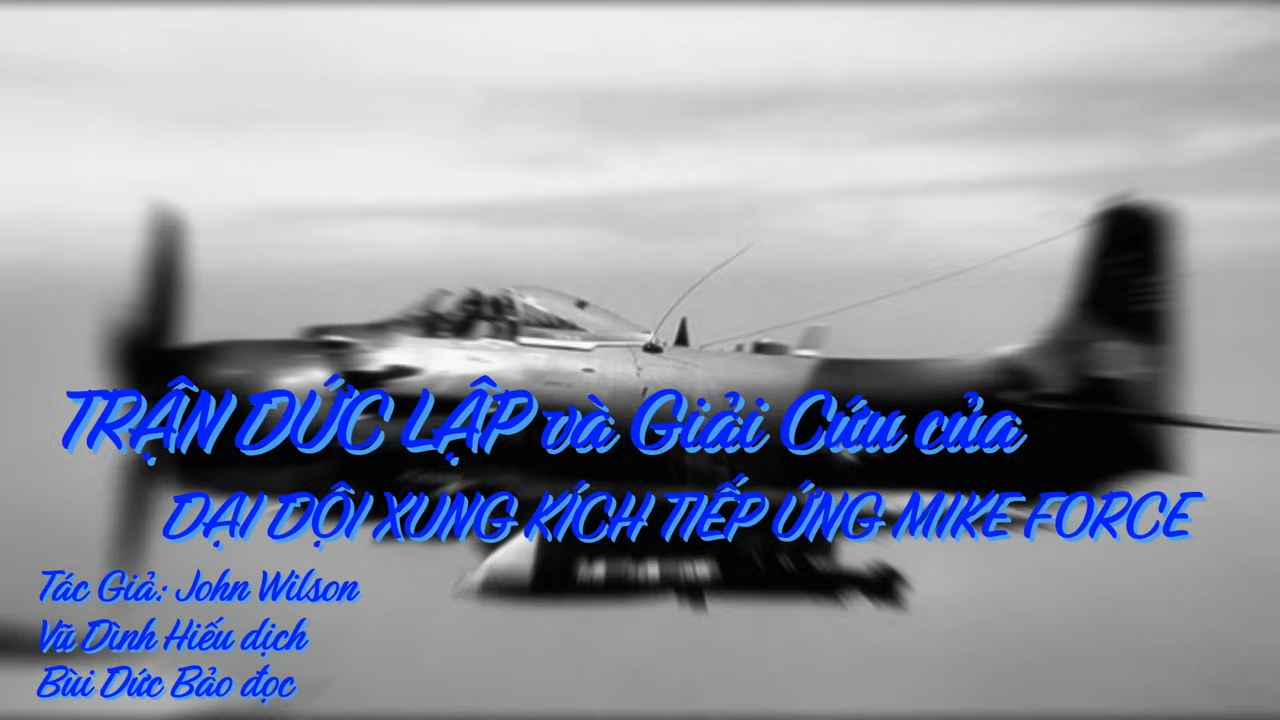 TRẬN ĐỨC LẬP và Giải Cứu của
ĐẠI ĐỘI XUNG KÍCH TIẾP ỨNG MIKE FORCE
Tác Giả: John Wilson
Vũ Đình Hiếu dịch
Bùi Đức Bảo đọc